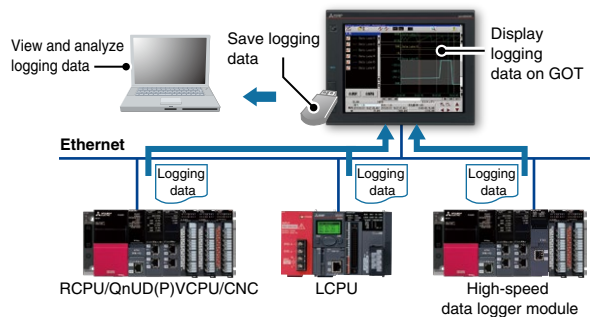 View and analyze
logging data
Save logging
data
Display
logging
data on GOT
Ethernet
Logging
data
Logging
data
Logging
data
RCPU/QnUD(P)VCPU/CNC
LCPU
High-speed
data logger module